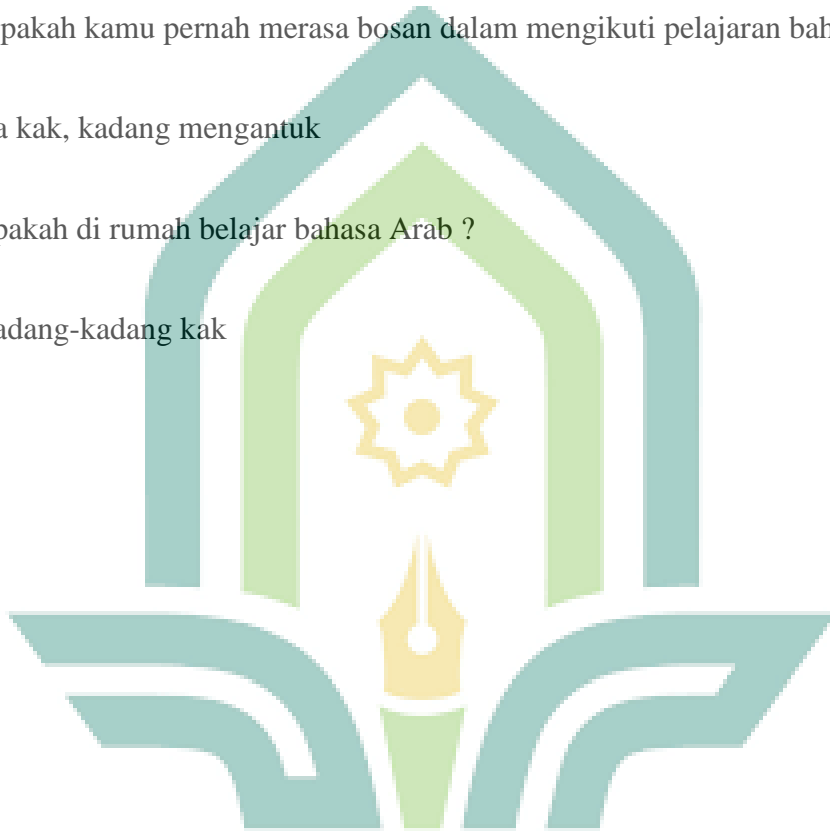 pakah kamu pernah merasa bosan dalam mengikuti pelajaran bah
a kak, kadang mengantuk
pakah di rumah belajar bahasa Arab ?
adang-kadang kak